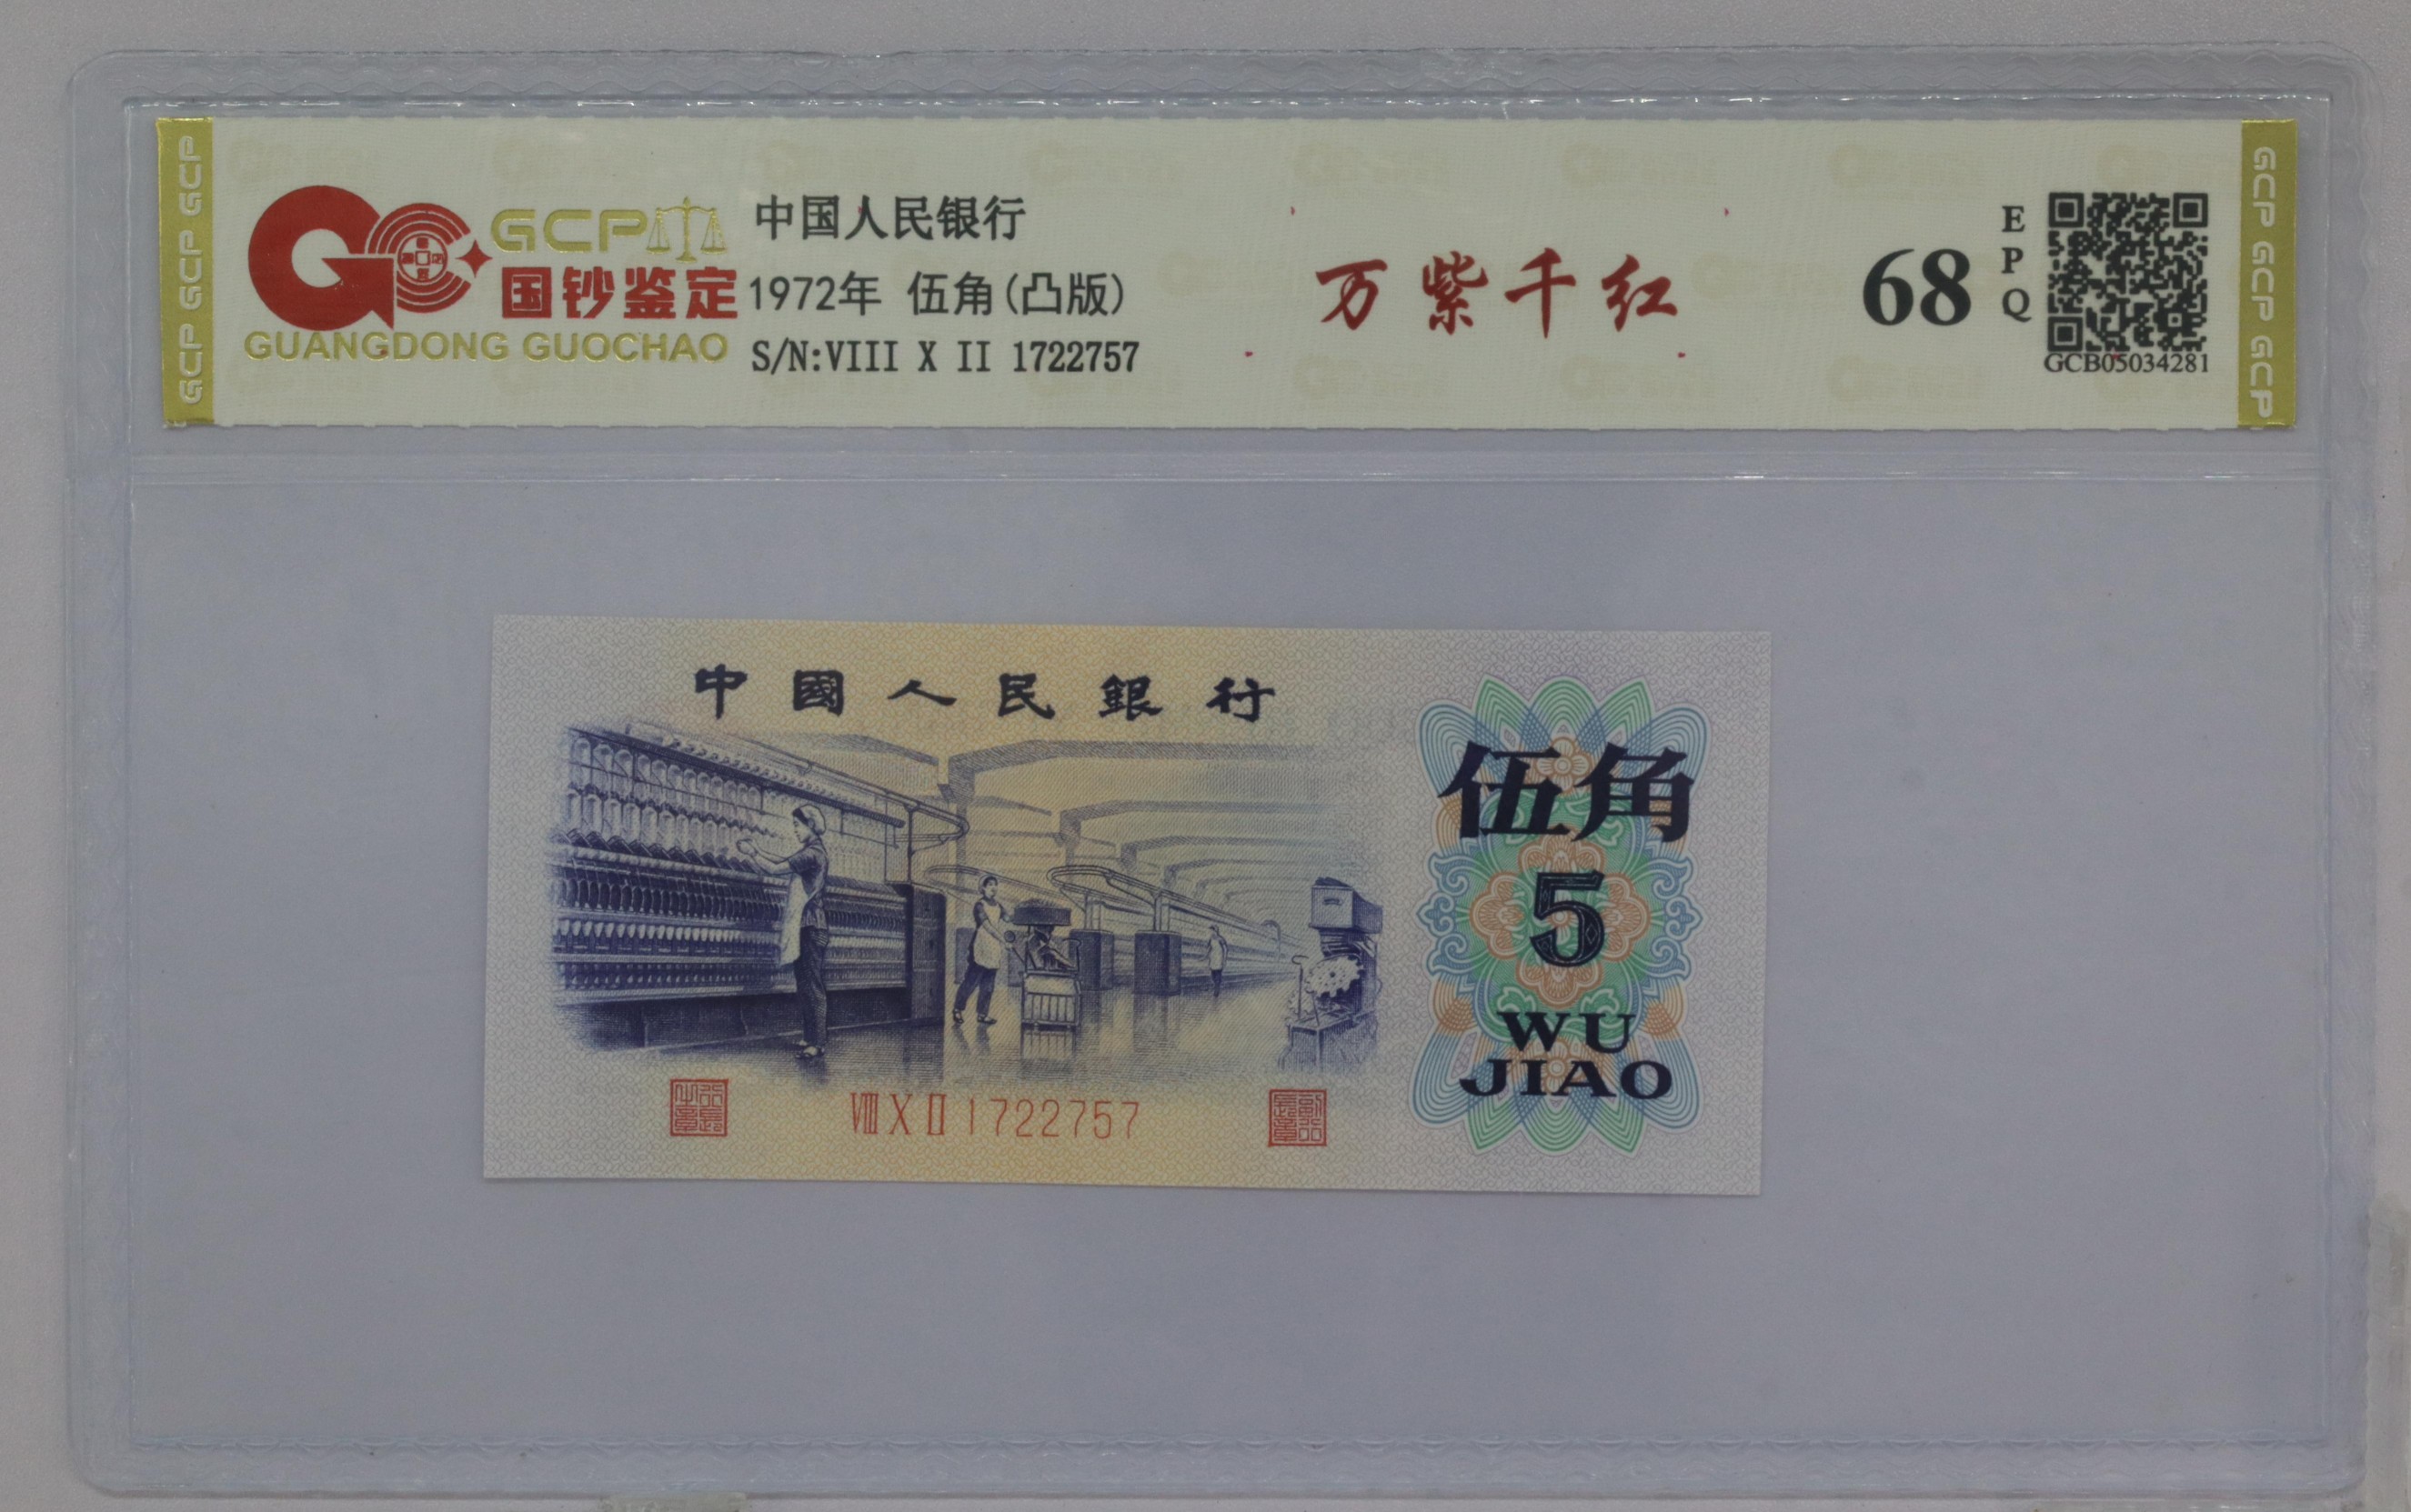 GCP GCP GCP
GCP
国钞鉴定
GUANGDONG GUOCHAO
中国人民银行
1972年 伍角(凸版)
S/N:VIII X II 1722757
万紫千红
68
EPQ
GCB05034281
GCP GCP GCP
中國人民銀行
伍角
5
WU
JIAO
VIII X II 1722757